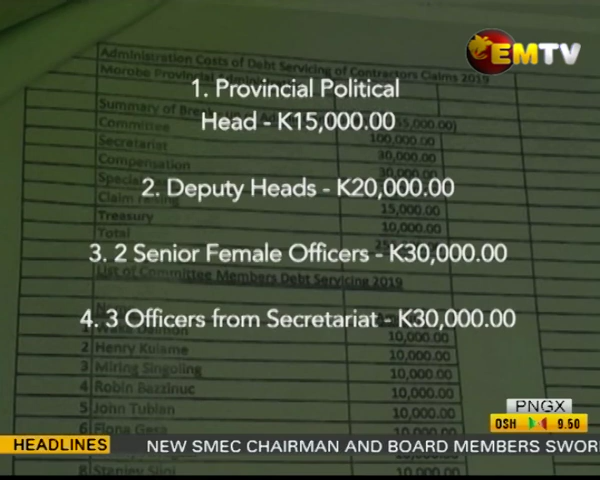 EMTV
Administration Costs of Debt Servicing of Contractors Claims 2019
Morobe Provincial
1. Provincial Political
Head - K15,000.00
Summary of
Committee
Secretariat 100,000.00
Compensation 30,000.00
2. Deputy Heads - K20,000.00
Claim 15,000.00
Treasury 10,000.00
Total
3. 2 Senior Female Officers - K30,000.00
List of Committee Members Debt Servicing 2019
4. 3 Officers from Secretariat - K30,000.00
10,000.00
2 Henry Kulame 10,000.00
3 Miring Singoling 10,000.00
4 Robin Bazzinuc 10,000.00
5 John Tubian 10,000.00
6 Fiona Gesa 10,000.00
8 Stanley 10,000.00
PNGX
OSH 9.50
HEADLINES NEW SMEC CHAIRMAN AND BOARD MEMBERS SWOR